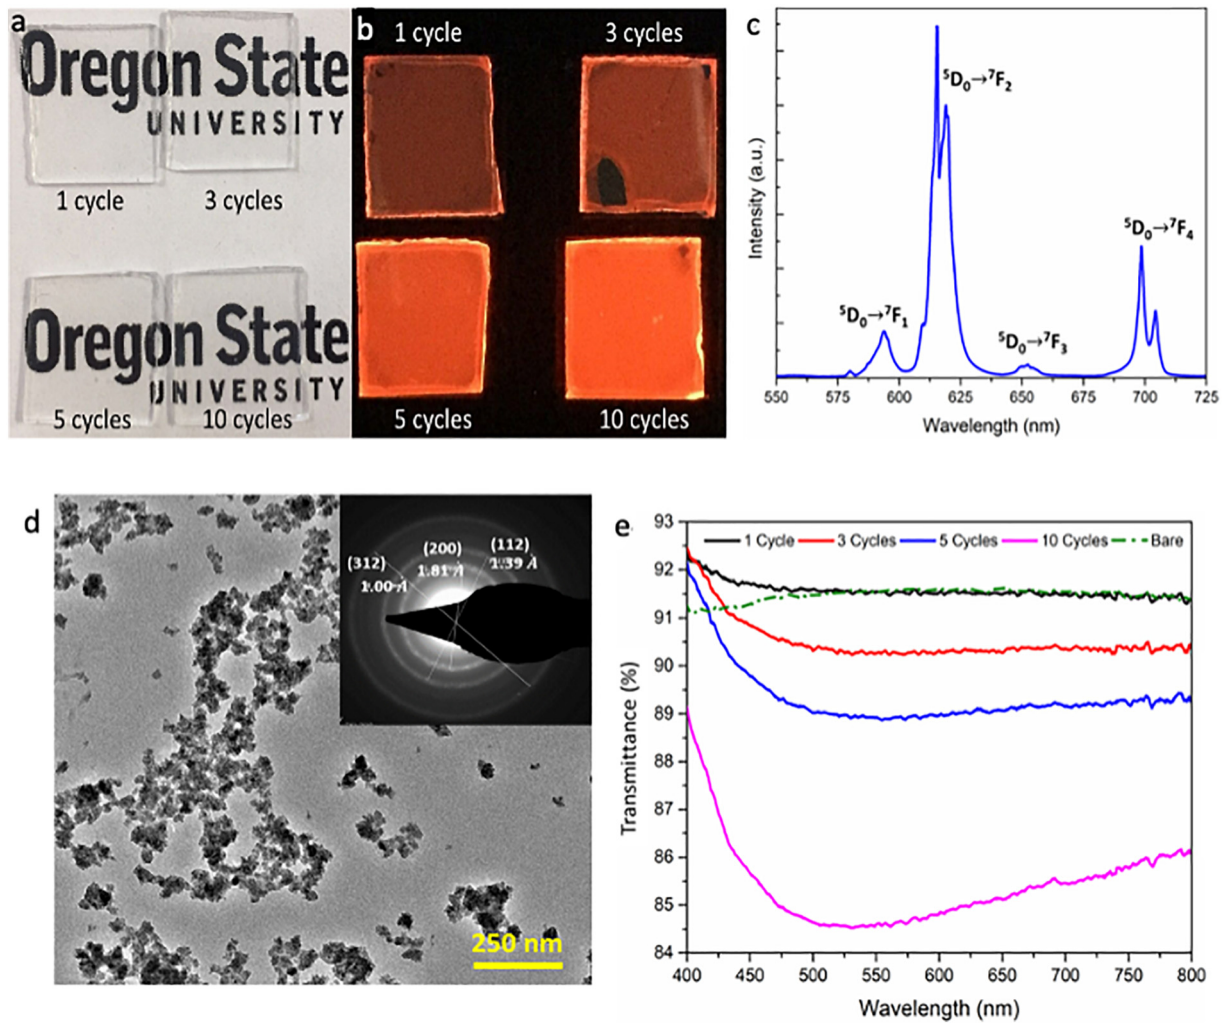 a
Oregon State
UNIVERSITY
1 cycle
3 cycles
Oregon State
UNIVERSITY
5 cycles
10 cycles
b
1 cycle
3 cycles
5 cycles
10 cycles
c
Intensity (a.u.)
⁵D₀→⁷F₁
⁵D₀→⁷F₂
⁵D₀→⁷F₃
⁵D₀→⁷F₄
550 575 600 625 650 675 700 725
Wavelength (nm)
d
(312)
1.00 Å
(200)
1.81 Å
(112)
1.39 Å
250 nm
e
1 Cycle 3 Cycles 5 Cycles 10 Cycles Bare
Transmittance (%)
93
92
91
90
89
88
87
86
85
84
400 450 500 550 600 650 700 750 800
Wavelength (nm)